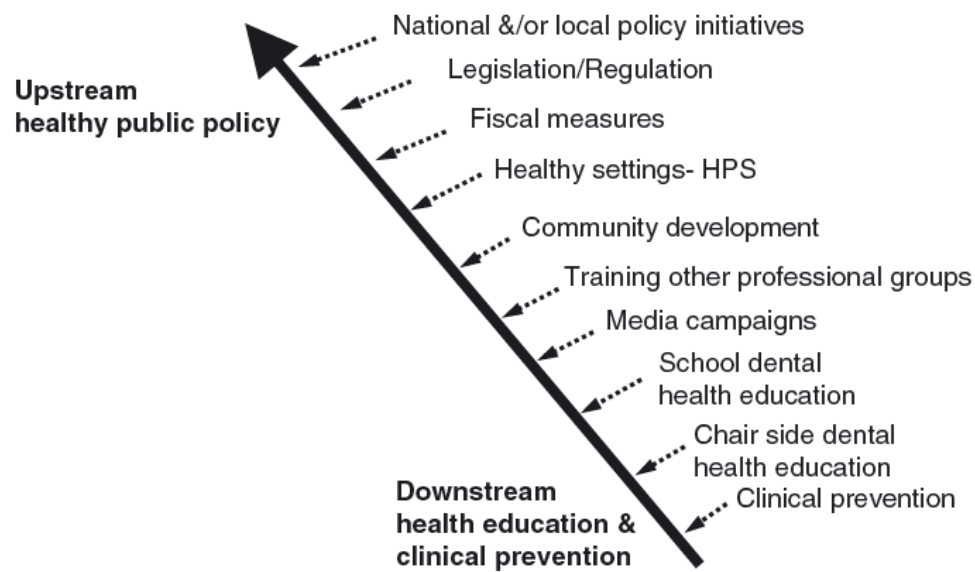 National &/or local policy initiatives
Legislation/Regulation
Upstream
healthy public policy
Fiscal measures
Healthy settings- HPS
Community development
Training other professional groups
Media campaigns
School dental
health education
Chair side dental
health education
Clinical prevention
Downstream
health education &
clinical prevention